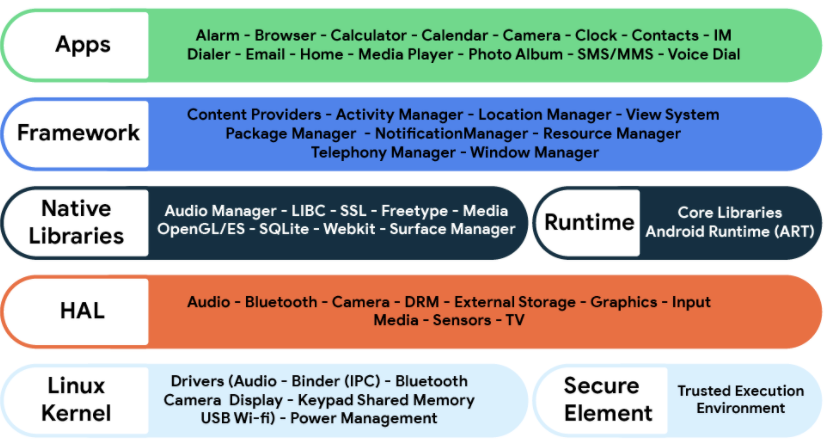 Apps
Alarm - Browser - Calculator - Calendar - Camera - Clock - Contacts - IM
Dialer - Email - Home - Media Player - Photo Album - SMS/MMS - Voice Dial
Framework
Content Providers - Activity Manager - Location Manager - View System
Package Manager - NotificationManager - Resource Manager
Telephony Manager - Window Manager
Native
Libraries
Audio Manager - LIBC - SSL - Freetype - Media
OpenGL/ES - SQLite - Webkit - Surface Manager
Runtime
Core Libraries
Android Runtime (ART)
HAL
Audio - Bluetooth - Camera - DRM - External Storage - Graphics - Input
Media - Sensors - TV
Linux
Kernel
Drivers (Audio - Binder (IPC) - Bluetooth
Camera Display - Keypad Shared Memory
USB Wi-fi) - Power Management
Secure
Element
Trusted Execution
Environment